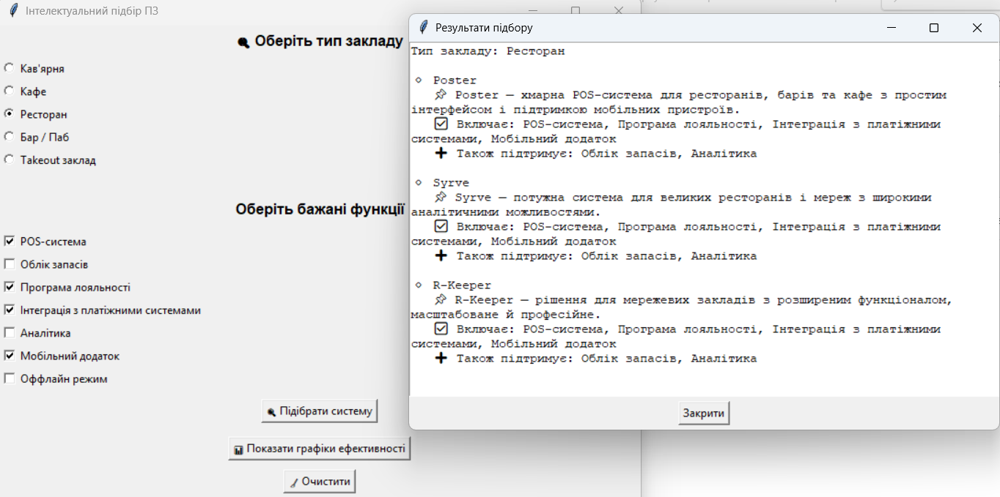 Інтелектуальний підбір ПЗ
Оберіть тип закладу
Кав'ярня
Кафе
Ресторан
Бар / Паб
Takeout заклад
Оберіть бажані функції
POS-система
Облік запасів
Програма лояльності
Інтеграція з платіжними системами
Аналітика
Мобільний додаток
Оффлайн режим
Підібрати систему
Показати графіки ефективності
Очистити
Результати підбору
Тип закладу: Ресторан
Poster
Poster — хмарна POS-система для ресторанів, барів та кафе з простим
інтерфейсом і підтримкою мобільних пристроїв.
Включає: POS-система, Програма лояльності, Інтеграція з платіжними
системами, Мобільний додаток
Також підтримує: Облік запасів, Аналітика
Syrve
Syrve — потужна система для великих ресторанів і мереж з широкими
аналітичними можливостями.
Включає: POS-система, Програма лояльності, Інтеграція з платіжними
системами, Мобільний додаток
Також підтримує: Облік запасів, Аналітика
R-Keeper
R-Keeper — рішення для мережевих закладів з розширеним функціоналом,
масштабоване й професійне.
Включає: POS-система, Програма лояльності, Інтеграція з платіжними
системами, Мобільний додаток
Також підтримує: Облік запасів, Аналітика
Закрити